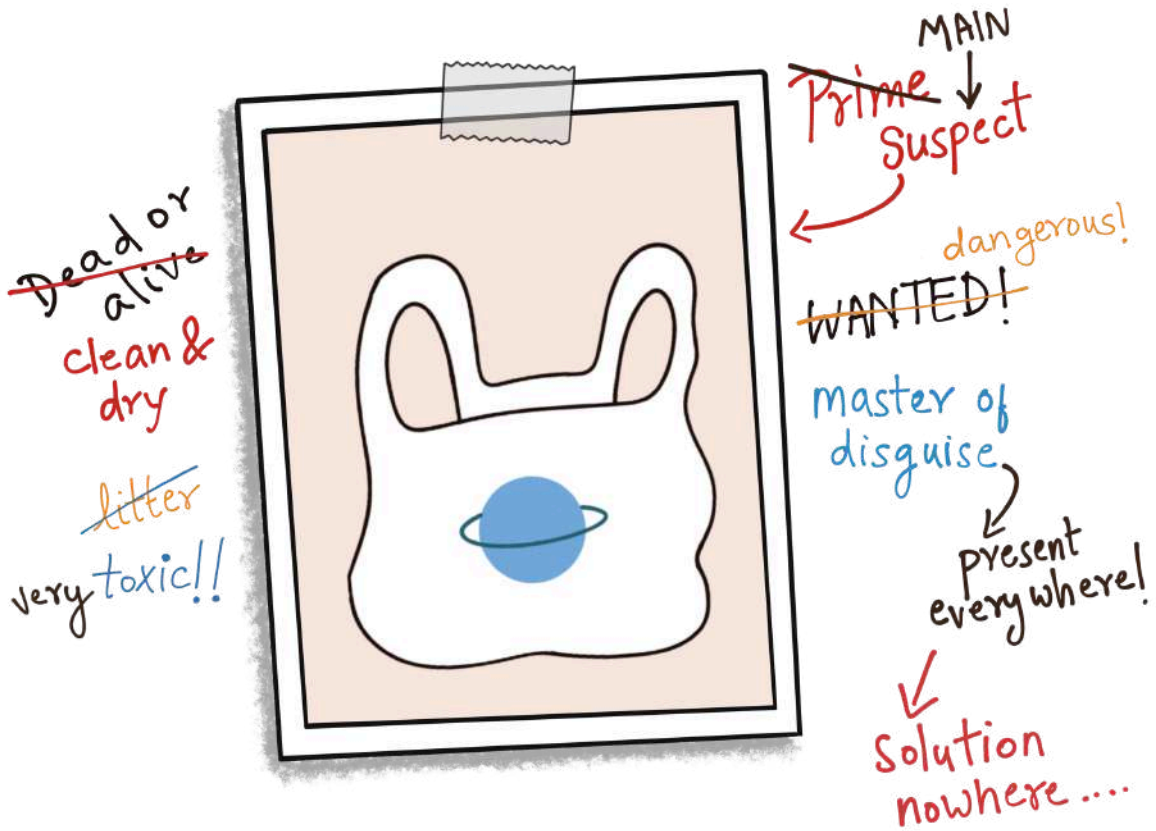 MAIN
Prime
Suspect
dangerous!
WANTED!
master of
disguise
present
everywhere!
Solution
nowhere....
Dead or
alive
clean &
dry
litter
very toxic!!